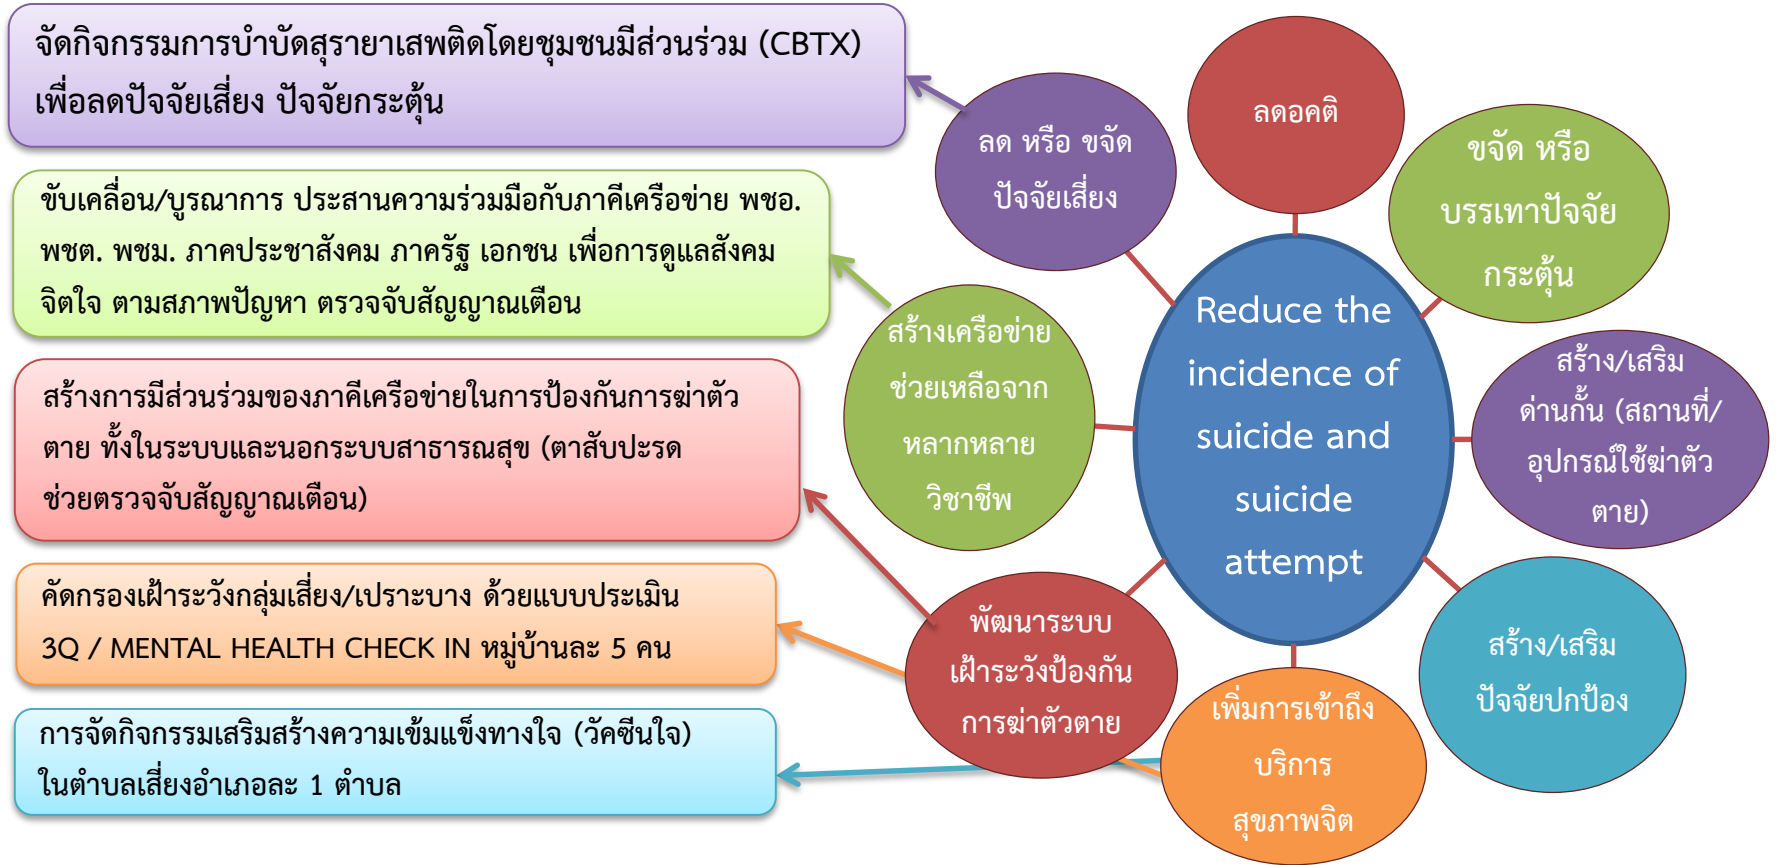 จัดกิจกรรมการบำบัดสุรายาเสพติดโดยชุมชนมีส่วนร่วม (CBTX)
เพื่อลดปัจจัยเสี่ยง ปัจจัยกระตุ้น
ขับเคลื่อน/บูรณาการ ประสานความร่วมมือกับภาคีเครือข่าย พชอ.
พชต. พชม. ภาคประชาสังคม ภาครัฐ เอกชน เพื่อการดูแลสังคม
จิตใจ ตามสภาพปัญหา ตรวจจับสัญญาณเตือน
สร้างการมีส่วนร่วมของภาคีเครือข่ายในการป้องกันการฆ่าตัว
ตาย ทั้งในระบบและนอกระบบสาธารณสุข (ตาสับปะรด
ช่วยตรวจจับสัญญาณเตือน)
คัดกรองเฝ้าระวังกลุ่มเสี่ยง/เปราะบาง ด้วยแบบประเมิน
3Q / MENTAL HEALTH CHECK IN หมู่บ้านละ 5 คน
การจัดกิจกรรมเสริมสร้างความเข้มแข็งทางใจ (วัคซีนใจ)
ในตำบลเสี่ยงอำเภอละ 1 ตำบล
ลด หรือ ขจัด
ปัจจัยเสี่ยง
ลดอคติ
ขจัด หรือ
บรรเทาปัจจัย
กระตุ้น
สร้างเครือข่าย
ช่วยเหลือจาก
หลากหลาย
วิชาชีพ
Reduce the
incidence of
suicide and
suicide
attempt
สร้าง/เสริม
ด่านกั้น (สถานที่/
อุปกรณ์ใช้ฆ่าตัว
ตาย)
พัฒนาระบบ
เฝ้าระวังป้องกัน
การฆ่าตัวตาย
เพิ่มการเข้าถึง
บริการ
สุขภาพจิต
สร้าง/เสริม
ปัจจัยปกป้อง